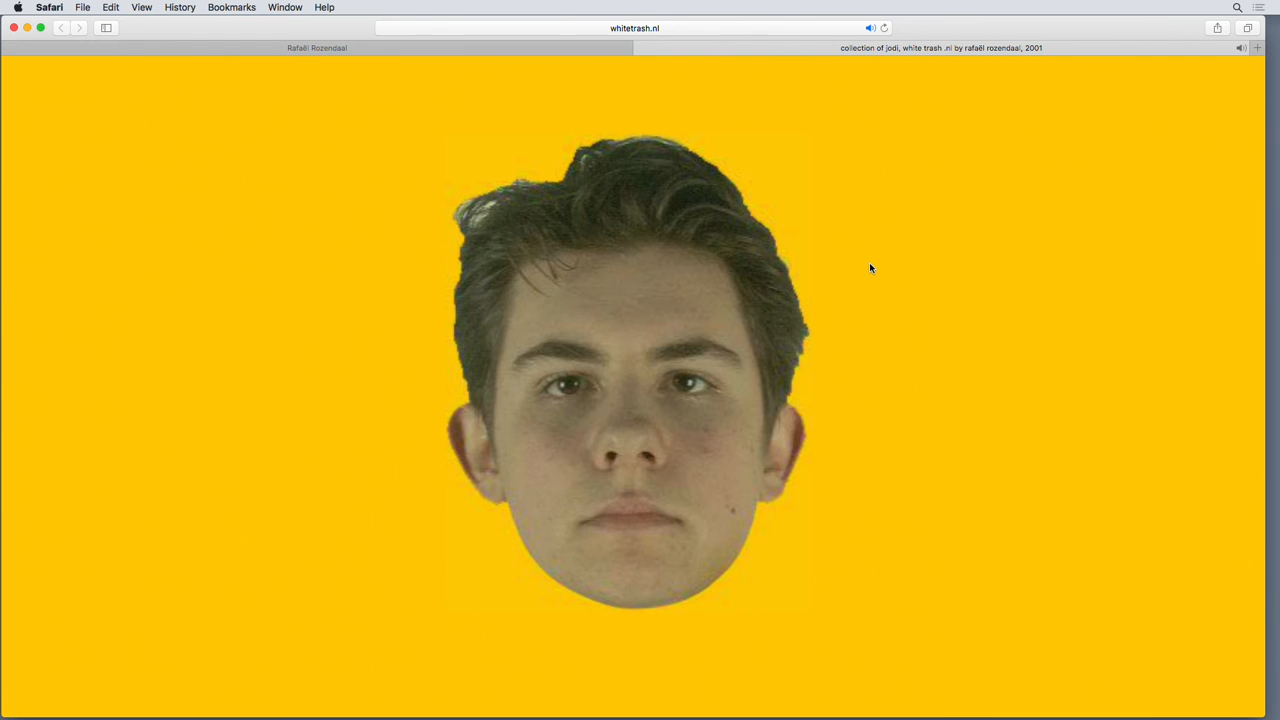 Safari File Edit View History Bookmarks Window Help
whitetrash.nl
Rafaël Rozendaal
collection of jodi, white trash .nl by rafaël rozendaal, 2001